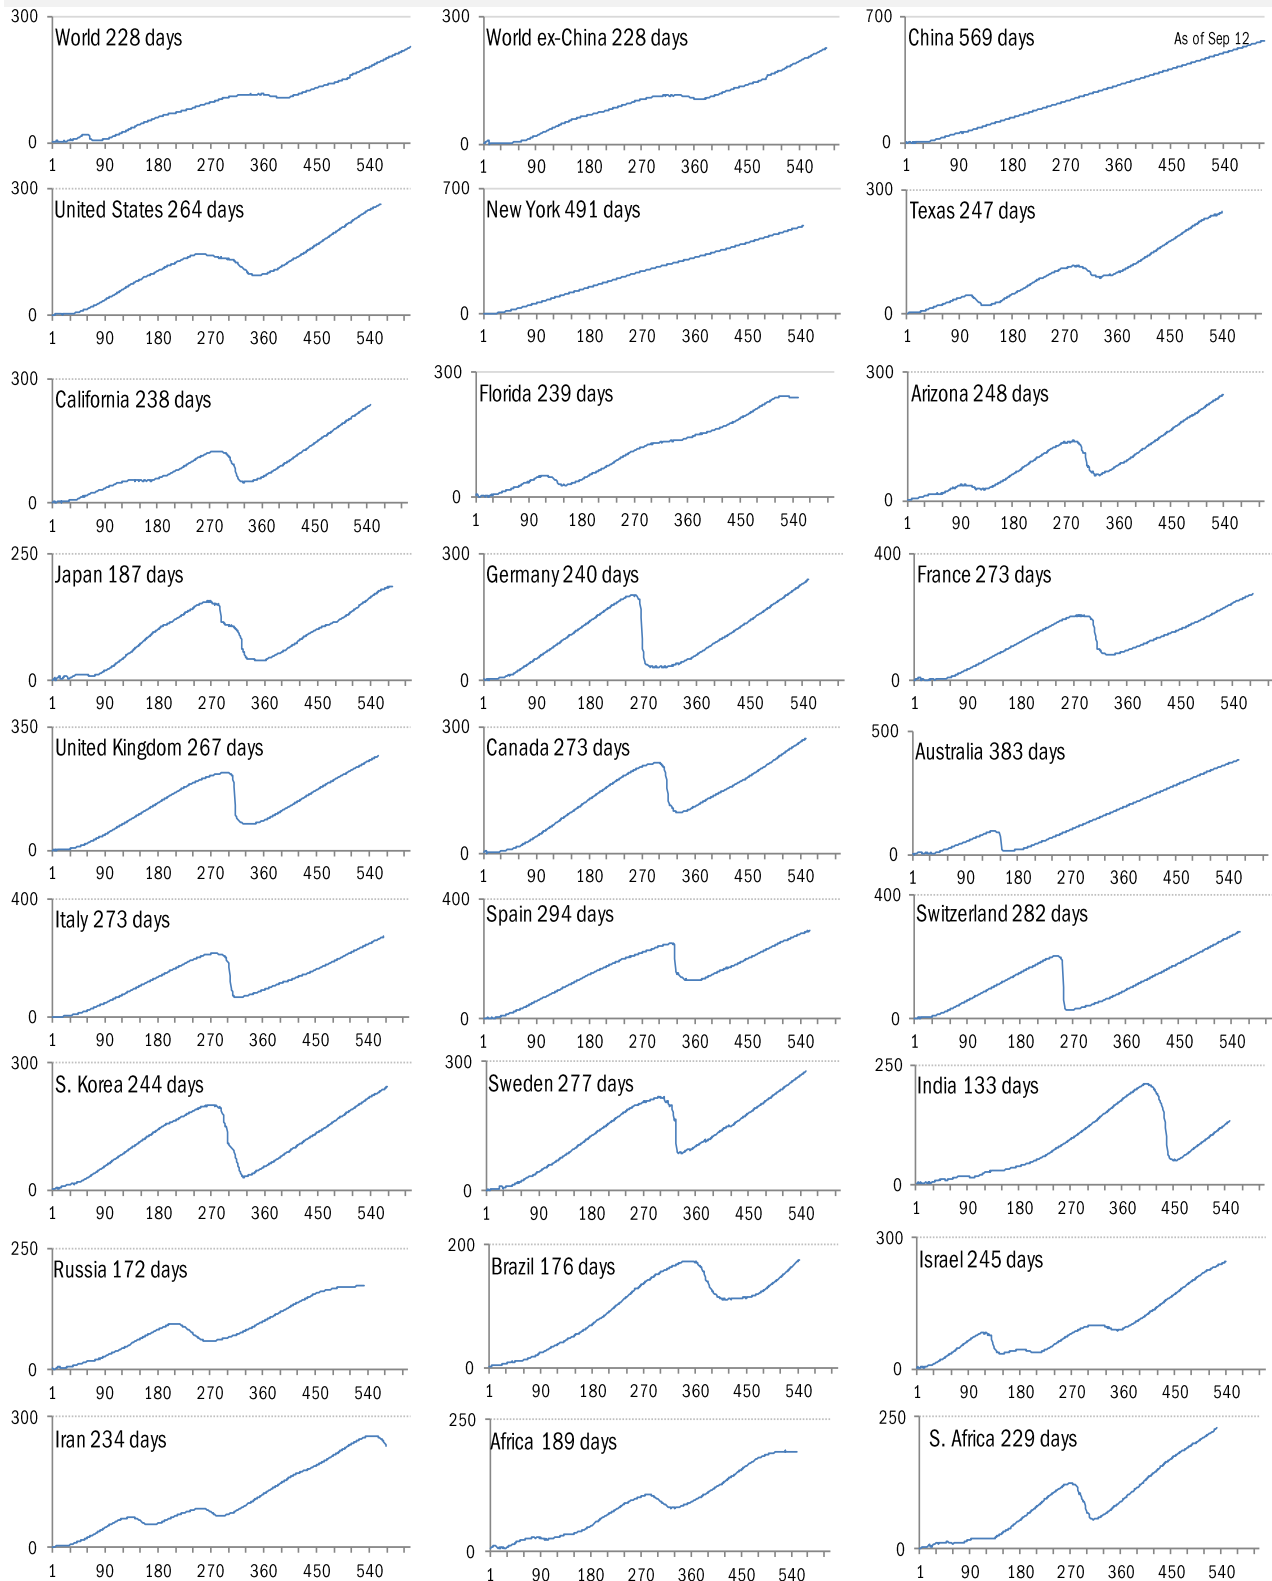 300 300 700
World 228 days World ex-China 228 days China 569 days As of Sep 12
0 0 0
1 90 180 270 360 450 540 1 90 180 270 360 450 540 1 90 180 270 360 450 540
300 700 300
United States 264 days New York 491 days Texas 247 days
0 0 0
1 90 180 270 360 450 540 1 90 180 270 360 450 540 1 90 180 270 360 450 540
300 300 300
California 238 days Florida 239 days Arizona 248 days
0 0 0
1 90 180 270 360 450 540 1 90 180 270 360 450 540 1 90 180 270 360 450 540
250 300 400
Japan 187 days Germany 240 days France 273 days
0 0 0
1 90 180 270 360 450 540 1 90 180 270 360 450 540 1 90 180 270 360 450 540
350 300 500
United Kingdom 267 days Canada 273 days Australia 383 days
0 0 0
1 90 180 270 360 450 540 1 90 180 270 360 450 540 1 90 180 270 360 450 540
400 400 400
Italy 273 days Spain 294 days Switzerland 282 days
0 0 0
1 90 180 270 360 450 540 1 90 180 270 360 450 540 1 90 180 270 360 450 540
300 300 250
S. Korea 244 days Sweden 277 days India 133 days
0 0 0
1 90 180 270 360 450 540 1 90 180 270 360 450 540 1 90 180 270 360 450 540
250 200 300
Russia 172 days Brazil 176 days Israel 245 days
0 0 0
1 90 180 270 360 450 540 1 90 180 270 360 450 540 1 90 180 270 360 450 540
300 250 250
Iran 234 days Africa 189 days S. Africa 229 days
0 0 0
1 90 180 270 360 450 540 1 90 180 270 360 450 540 1 90 180 270 360 450 540